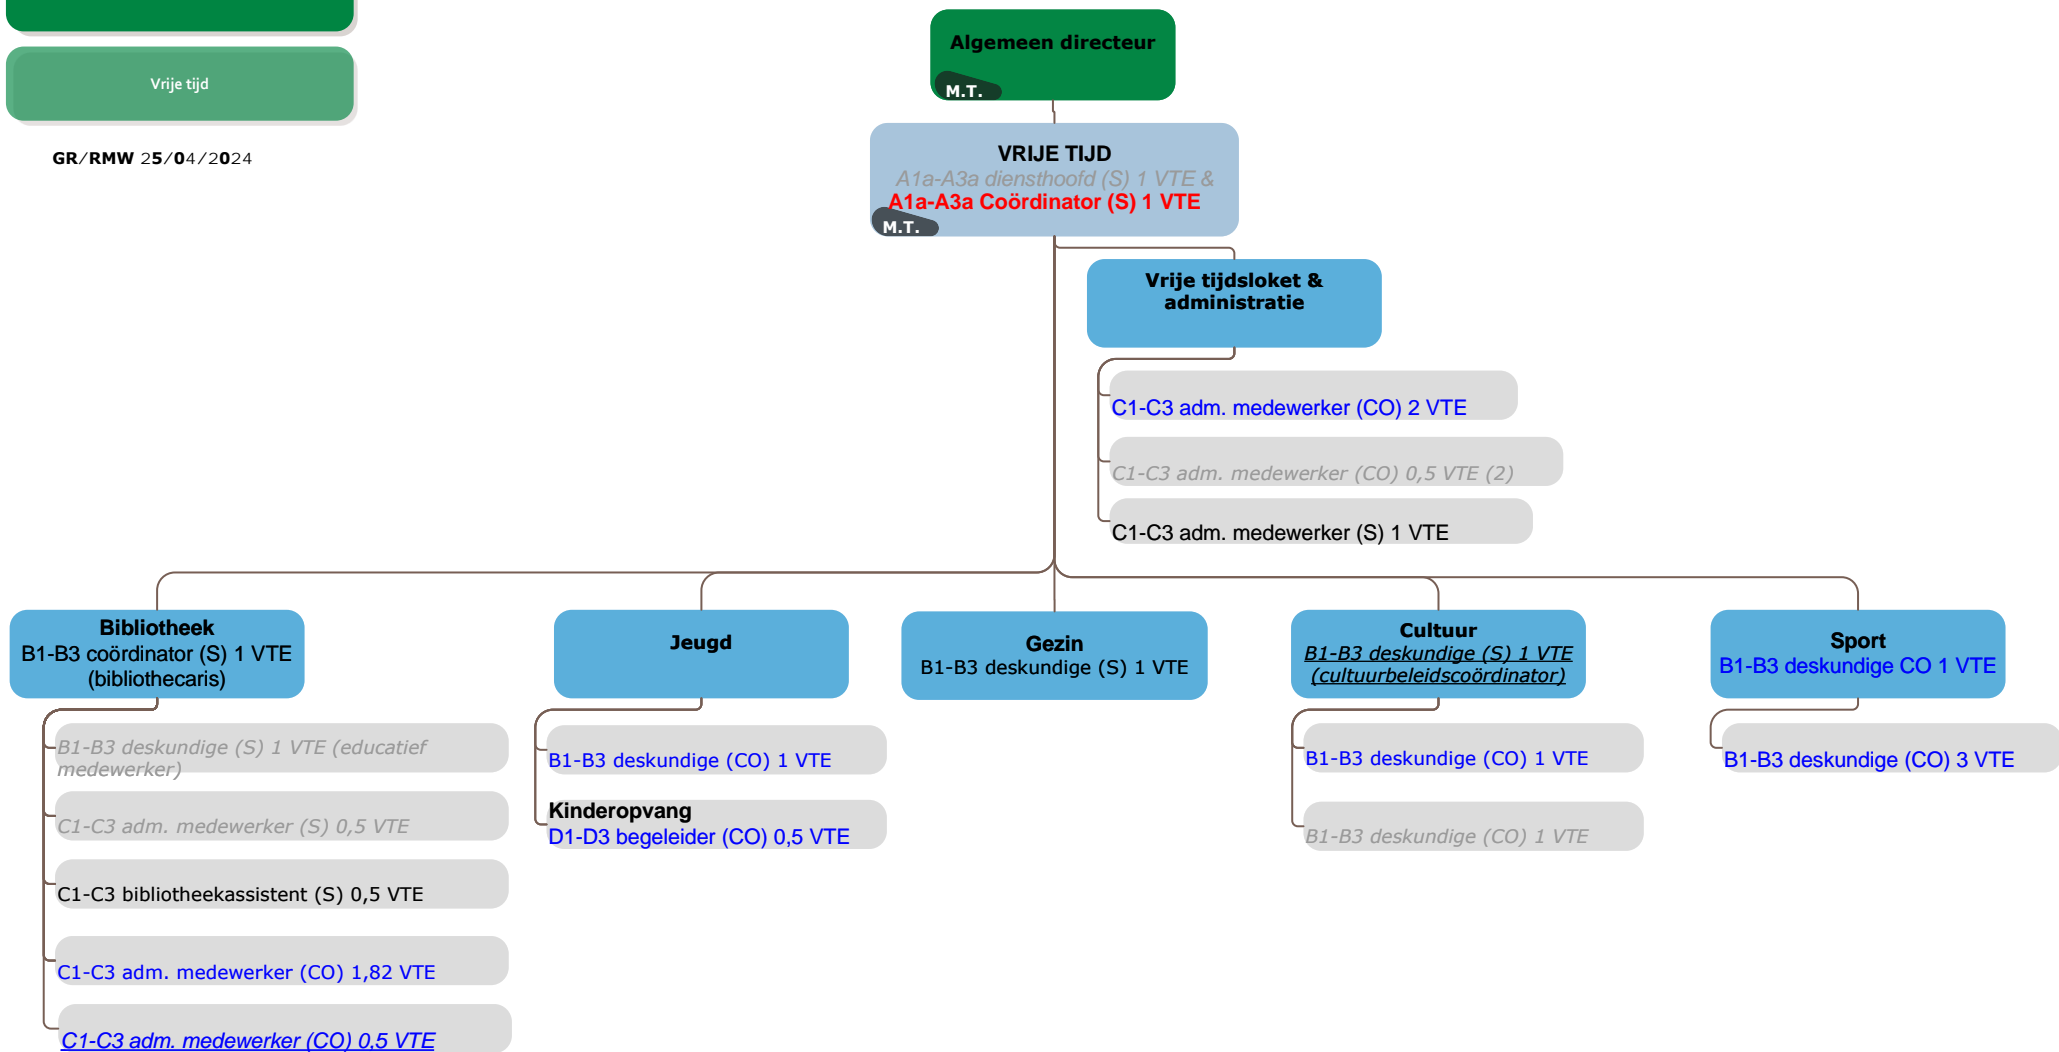 Vrije tijd
GR/RMW 25/04/2024
Algemeen directeur
M.T.
VRIJE TIJD
A1a-A3a diensthoofd (S) 1 VTE &
A1a-A3a Coördinator (S) 1 VTE
M.T.
Vrije tijdsloket &
administratie
C1-C3 adm. medewerker (CO) 2 VTE
C1-C3 adm. medewerker (CO) 0,5 VTE (2)
C1-C3 adm. medewerker (S) 1 VTE
Bibliotheek
B1-B3 coördinator (S) 1 VTE
(bibliothecaris)
B1-B3 deskundige (S) 1 VTE (educatief
medewerker)
C1-C3 adm. medewerker (S) 0,5 VTE
C1-C3 bibliotheekassistent (S) 0,5 VTE
C1-C3 adm. medewerker (CO) 1,82 VTE
C1-C3 adm. medewerker (CO) 0,5 VTE
Jeugd
B1-B3 deskundige (CO) 1 VTE
Kinderopvang
D1-D3 begeleider (CO) 0,5 VTE
Gezin
B1-B3 deskundige (S) 1 VTE
Cultuur
B1-B3 deskundige (S) 1 VTE
(cultuurbeleidscoördinator)
B1-B3 deskundige (CO) 1 VTE
B1-B3 deskundige (CO) 1 VTE
Sport
B1-B3 deskundige CO 1 VTE
B1-B3 deskundige (CO) 3 VTE